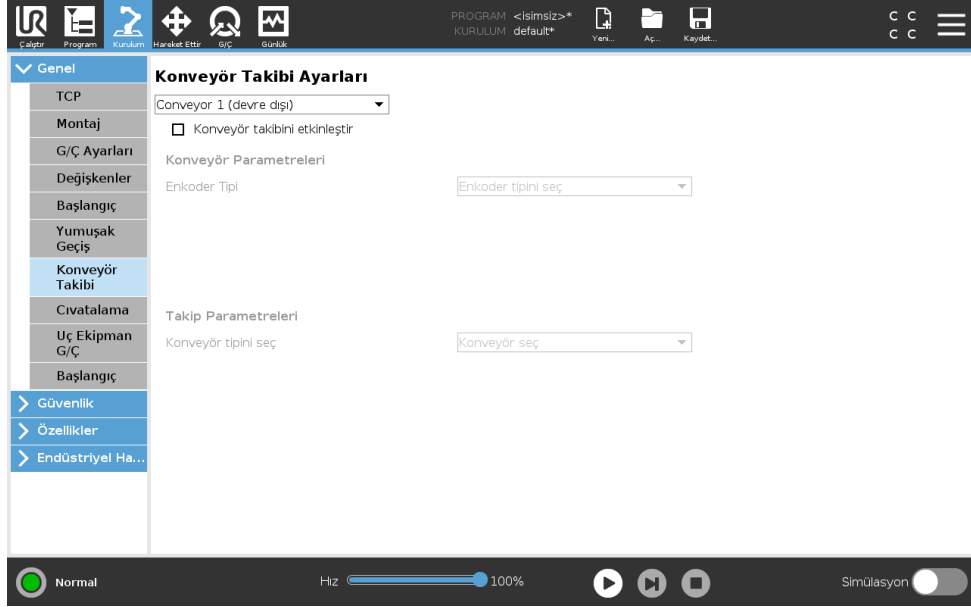 UR
PROGRAM <isimsiz>*
KURULUM default*
C C
C C
Çalıştır
Program
Kurulum
Hareket Ettir
G/Ç
Günlük
Yeni...
Aç...
Kaydet...
Genel
TCP
Montaj
G/Ç Ayarları
Değişkenler
Başlangıç
Yumuşak
Geçiş
Konveyör
Takibi
Cıvatalama
Uç Ekipman
G/Ç
Başlangıç
Güvenlik
Özellikler
Endüstriyel Ha...
Konveyör Takibi Ayarları
Conveyor 1 (devre dışı)
Konveyör takibini etkinleştir
Konveyör Parametreleri
Enkoder Tipi
Enkoder tipini seç
Takip Parametreleri
Konveyör tipini seç
Konveyör seç
Normal
Hız
100%
Simülasyon